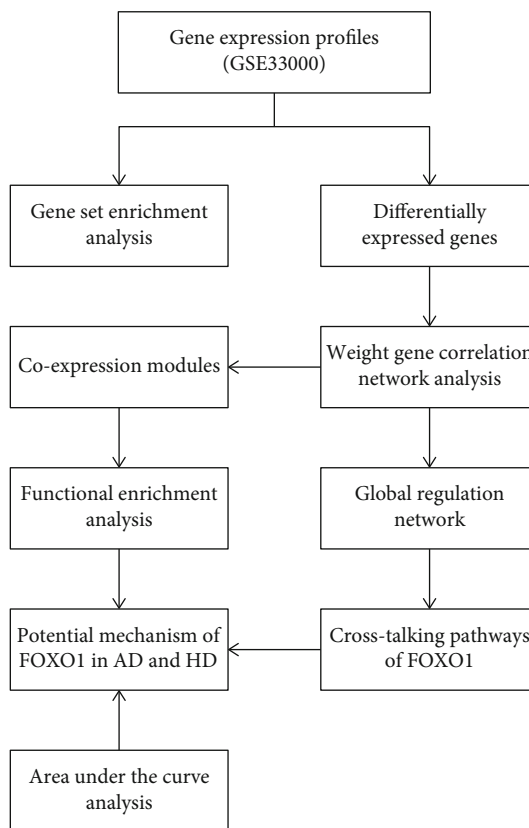 Gene expression profiles
(GSE33000)
Gene set enrichment
analysis
Differentially
expressed genes
Co-expression modules
Weight gene correlation
network analysis
Functional enrichment
analysis
Global regulation
network
Potential mechanism of
FOXO1 in AD and HD
Cross-talking pathways
of FOXO1
Area under the curve
analysis